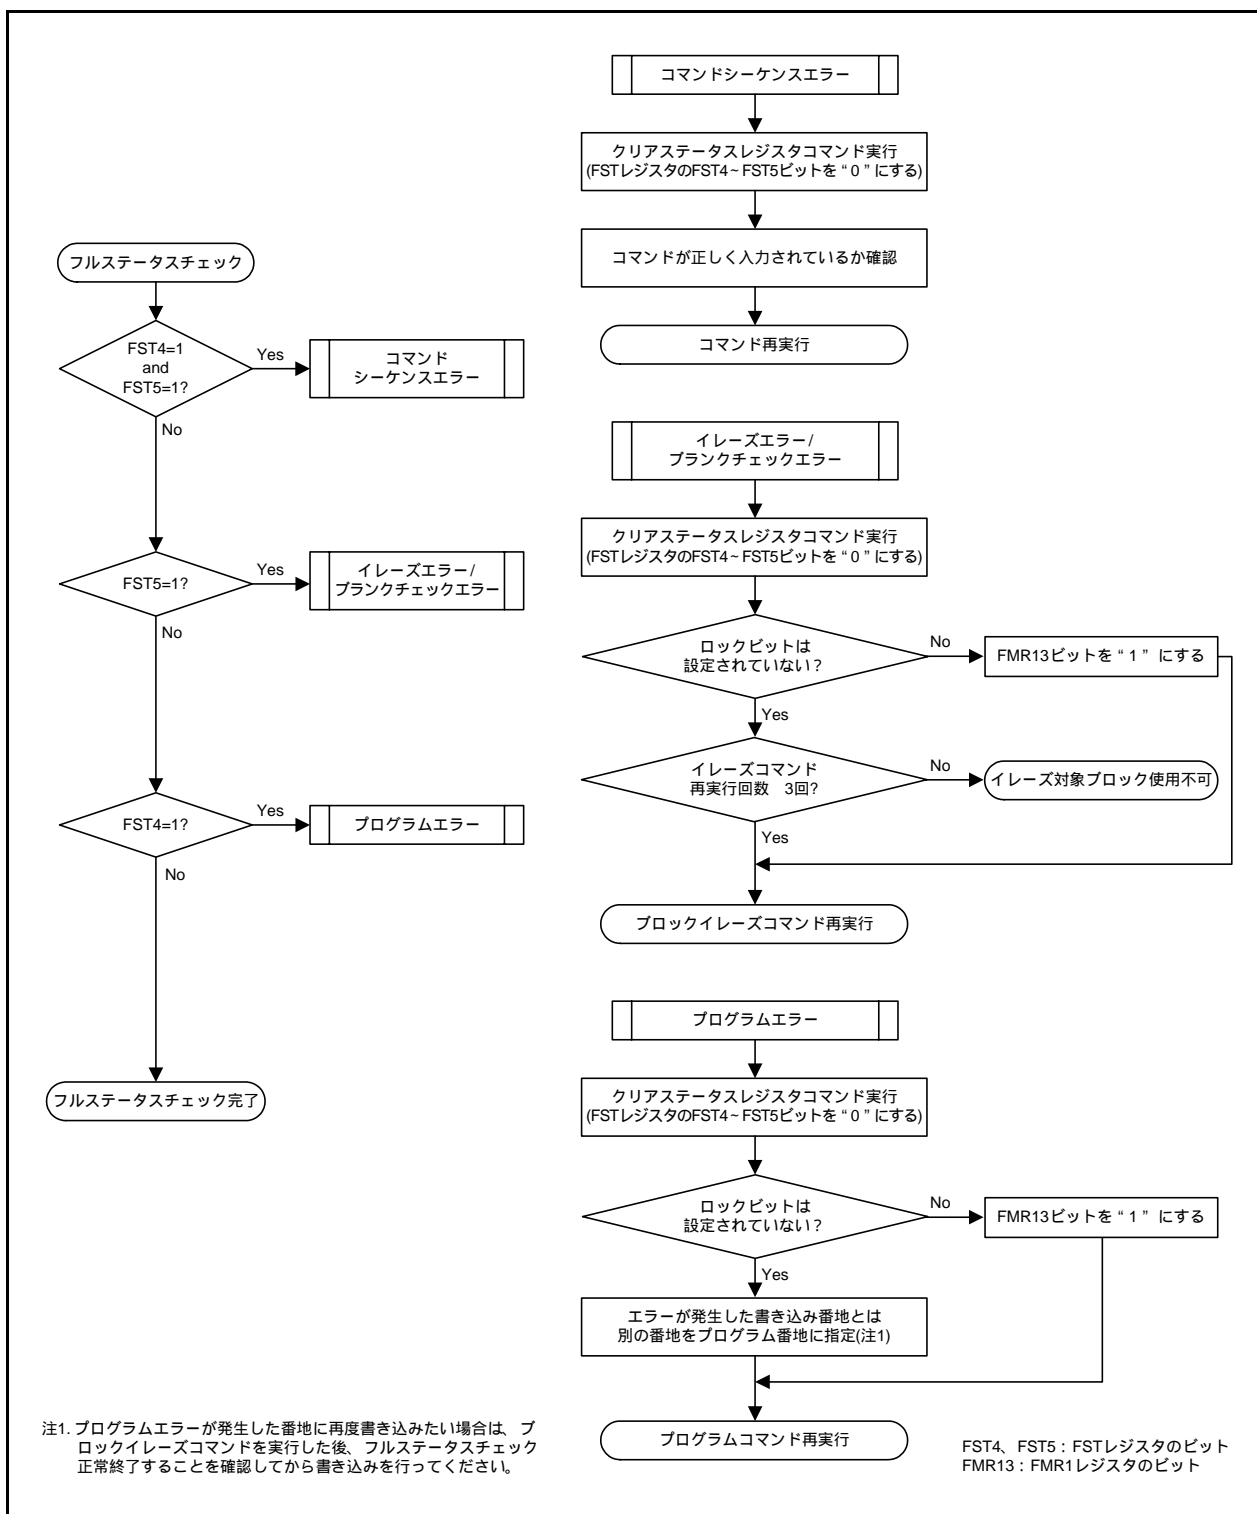 フルステータスチェック
FST4=1
and
FST5=1?
Yes
コマンド
シーケンスエラー
No
FST5=1?
Yes
イレーズエラー/
ブランクチェックエラー
No
FST4=1?
Yes
プログラムエラー
No
フルステータスチェック完了
コマンドシーケンスエラー
クリアステータスレジスタコマンド実行
(FSTレジスタのFST4~FST5ビットを“0”にする)
コマンドが正しく入力されているか確認
コマンド再実行
イレーズエラー/
ブランクチェックエラー
クリアステータスレジスタコマンド実行
(FSTレジスタのFST4~FST5ビットを“0”にする)
ロックビットは
設定されていない?
No
FMR13ビットを“1”にする
Yes
イレーズコマンド
再実行回数 3回?
No
イレーズ対象ブロック使用不可
Yes
ブロックイレーズコマンド再実行
プログラムエラー
クリアステータスレジスタコマンド実行
(FSTレジスタのFST4~FST5ビットを“0”にする)
ロックビットは
設定されていない?
No
FMR13ビットを“1”にする
Yes
エラーが発生した書き込み番地とは
別の番地をプログラム番地に指定(注1)
プログラムコマンド再実行
注1. プログラムエラーが発生した番地に再度書き込みたい場合は、ブ
ロックイレーズコマンドを実行した後、フルステータスチェック
正常終了することを確認してから書き込みを行ってください。
FST4、FST5:FSTレジスタのビット
FMR13:FMR1レジスタのビット